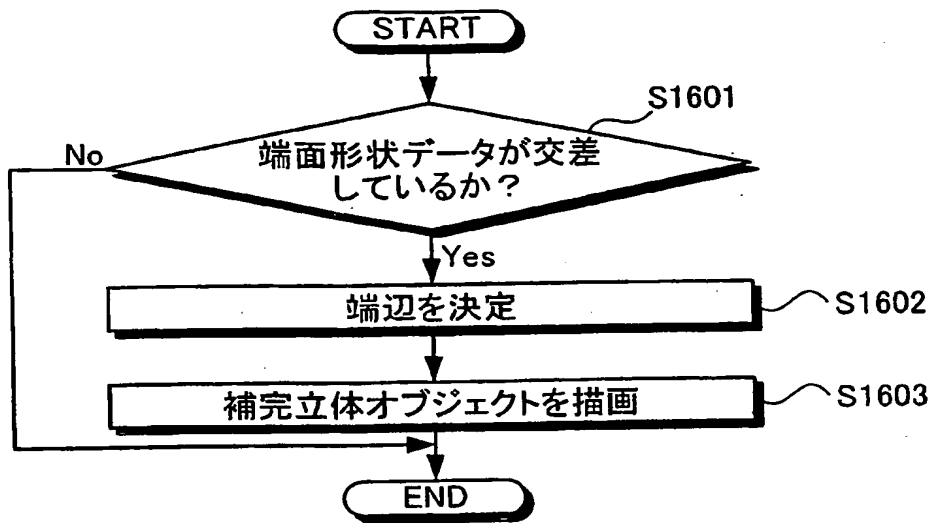 START
S1601
No
端面形状データが交差
しているか?
Yes
端辺を決定
S1602
補完立体オブジェクトを描画
S1603
END